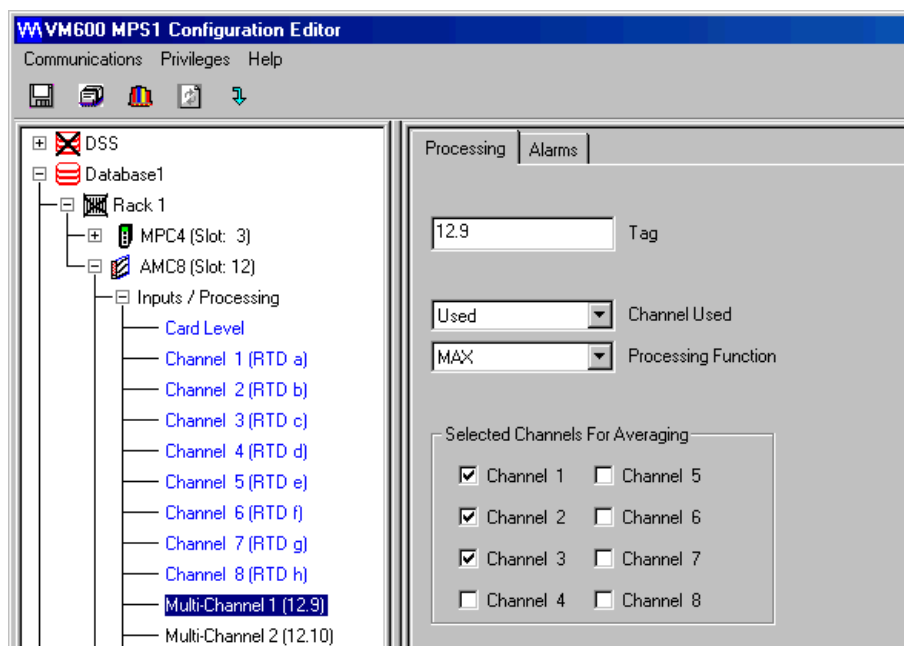 VM600 MPS1 Configuration Editor
Communications Privileges Help
DSS
Database1
Rack 1
MPC4 (Slot: 3)
AMC8 (Slot: 12)
Inputs / Processing
Card Level
Channel 1 (RTD a)
Channel 2 (RTD b)
Channel 3 (RTD c)
Channel 4 (RTD d)
Channel 5 (RTD e)
Channel 6 (RTD f)
Channel 7 (RTD g)
Channel 8 (RTD h)
Multi-Channel 1 (12.9)
Multi-Channel 2 (12.10)
Processing Alarms
12.9 Tag
Used Channel Used
MAX Processing Function
Selected Channels For Averaging
Channel 1 Channel 5
Channel 2 Channel 6
Channel 3 Channel 7
Channel 4 Channel 8